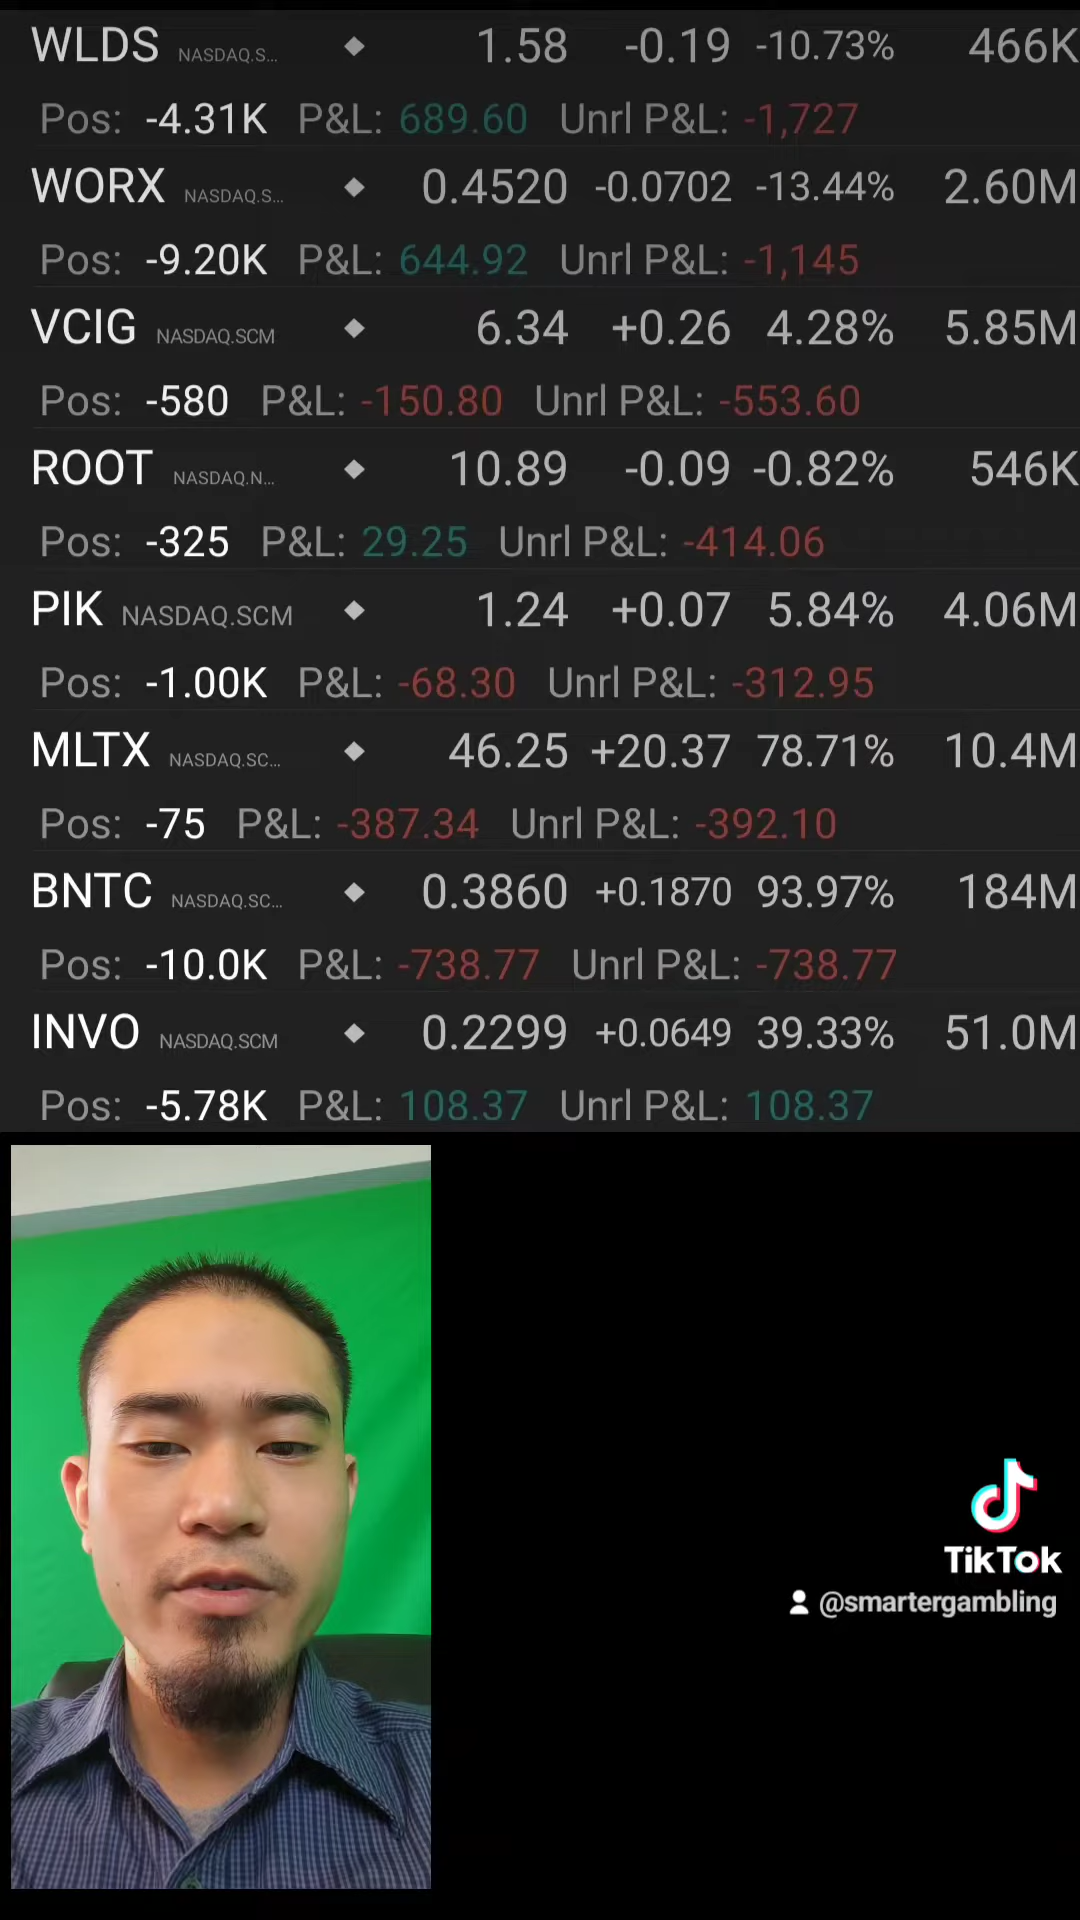 WLDS NASDAQ.S... ◆ 1.58 -0.19 -10.73% 466K
Pos: -4.31K P&L: 689.60 Unrl P&L: -1,727
WORX NASDAQ.S... ◆ 0.4520 -0.0702 -13.44% 2.60M
Pos: -9.20K P&L: 644.92 Unrl P&L: -1,145
VCIG NASDAQ.SCM ◆ 6.34 +0.26 4.28% 5.85M
Pos: -580 P&L: -150.80 Unrl P&L: -553.60
ROOT NASDAQ.N... ◆ 10.89 -0.09 -0.82% 546K
Pos: -325 P&L: 29.25 Unrl P&L: -414.06
PIK NASDAQ.SCM ◆ 1.24 +0.07 5.84% 4.06M
Pos: -1.00K P&L: -68.30 Unrl P&L: -312.95
MLTX NASDAQ.SC... ◆ 46.25 +20.37 78.71% 10.4M
Pos: -75 P&L: -387.34 Unrl P&L: -392.10
BNTC NASDAQ.SC... ◆ 0.3860 +0.1870 93.97% 184M
Pos: -10.0K P&L: -738.77 Unrl P&L: -738.77
INVO NASDAQ.SCM ◆ 0.2299 +0.0649 39.33% 51.0M
Pos: -5.78K P&L: 108.37 Unrl P&L: 108.37
TikTok
@smartergambling